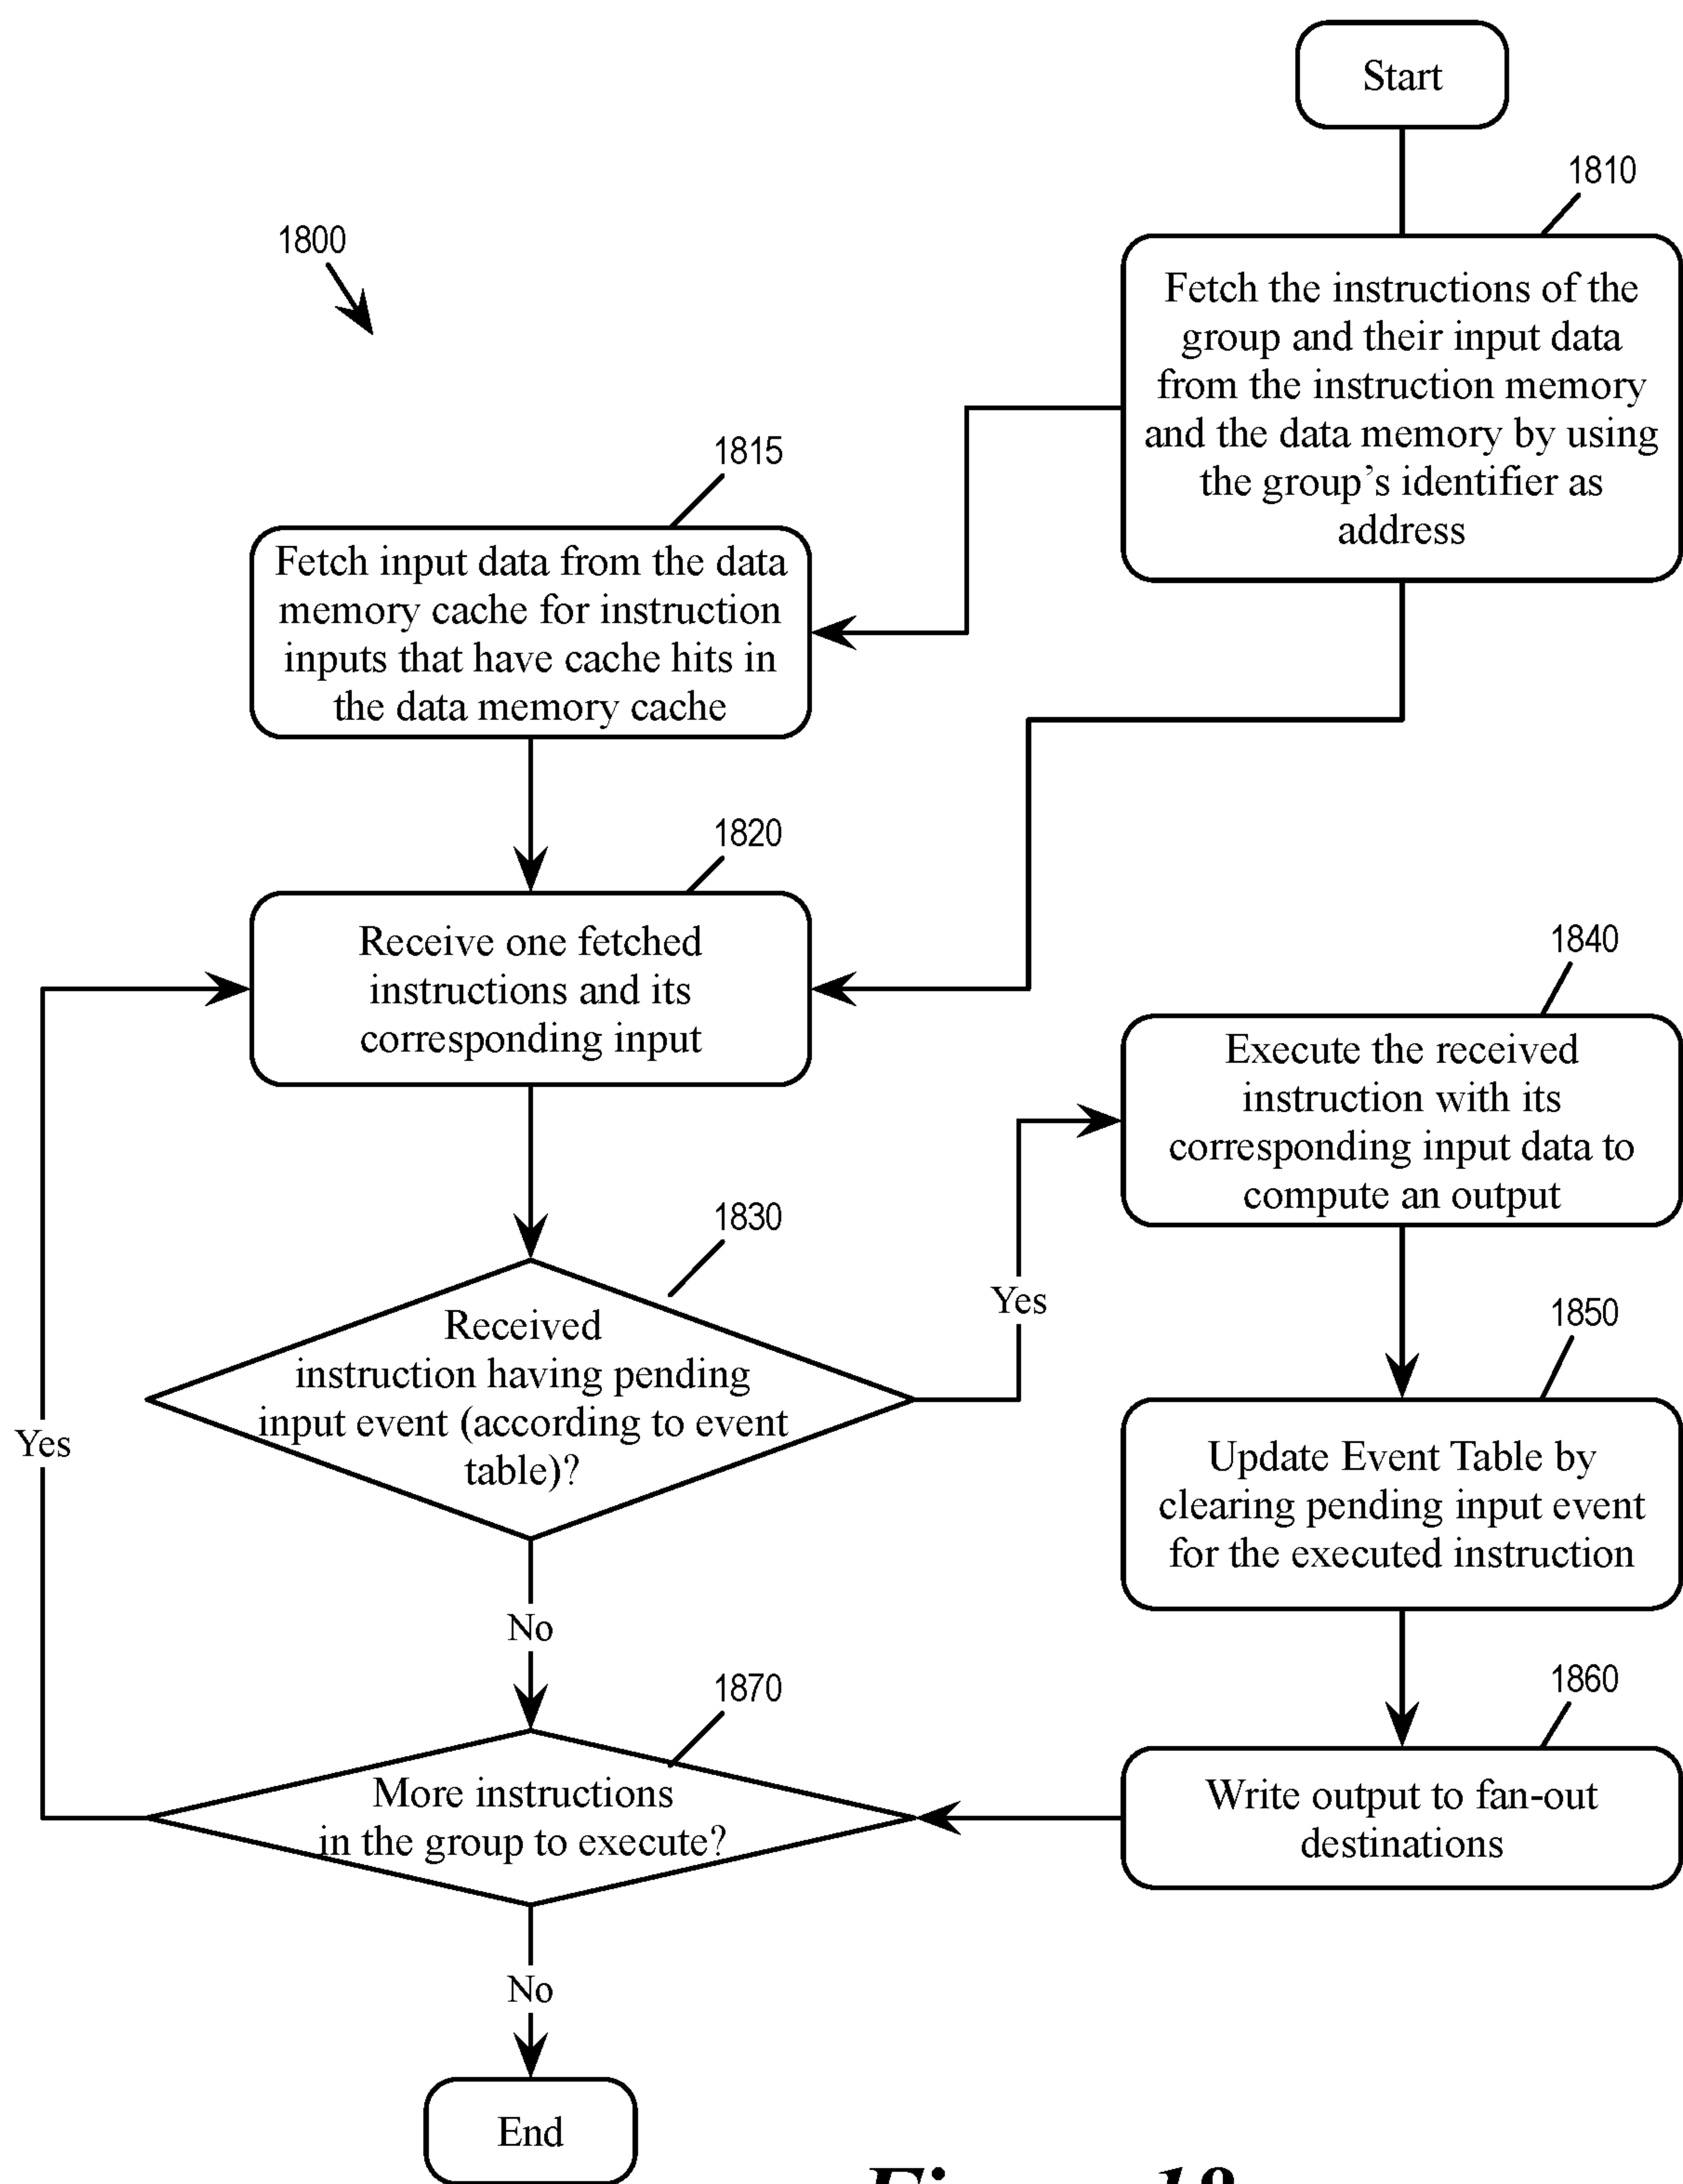 Start
1810
Fetch the instructions of the
group and their input data
from the instruction memory
and the data memory by using
the group's identifier as
address
1800
1815
Fetch input data from the data
memory cache for instruction
inputs that have cache hits in
the data memory cache
1820
Receive one fetched
instructions and its
corresponding input
1830
Received
instruction having pending
input event (according to event
table)?
Yes
1840
Execute the received
instruction with its
corresponding input data to
compute an output
1850
Update Event Table by
clearing pending input event
for the executed instruction
1860
Write output to fan-out
destinations
No
1870
More instructions
in the group to execute?
Yes
No
End